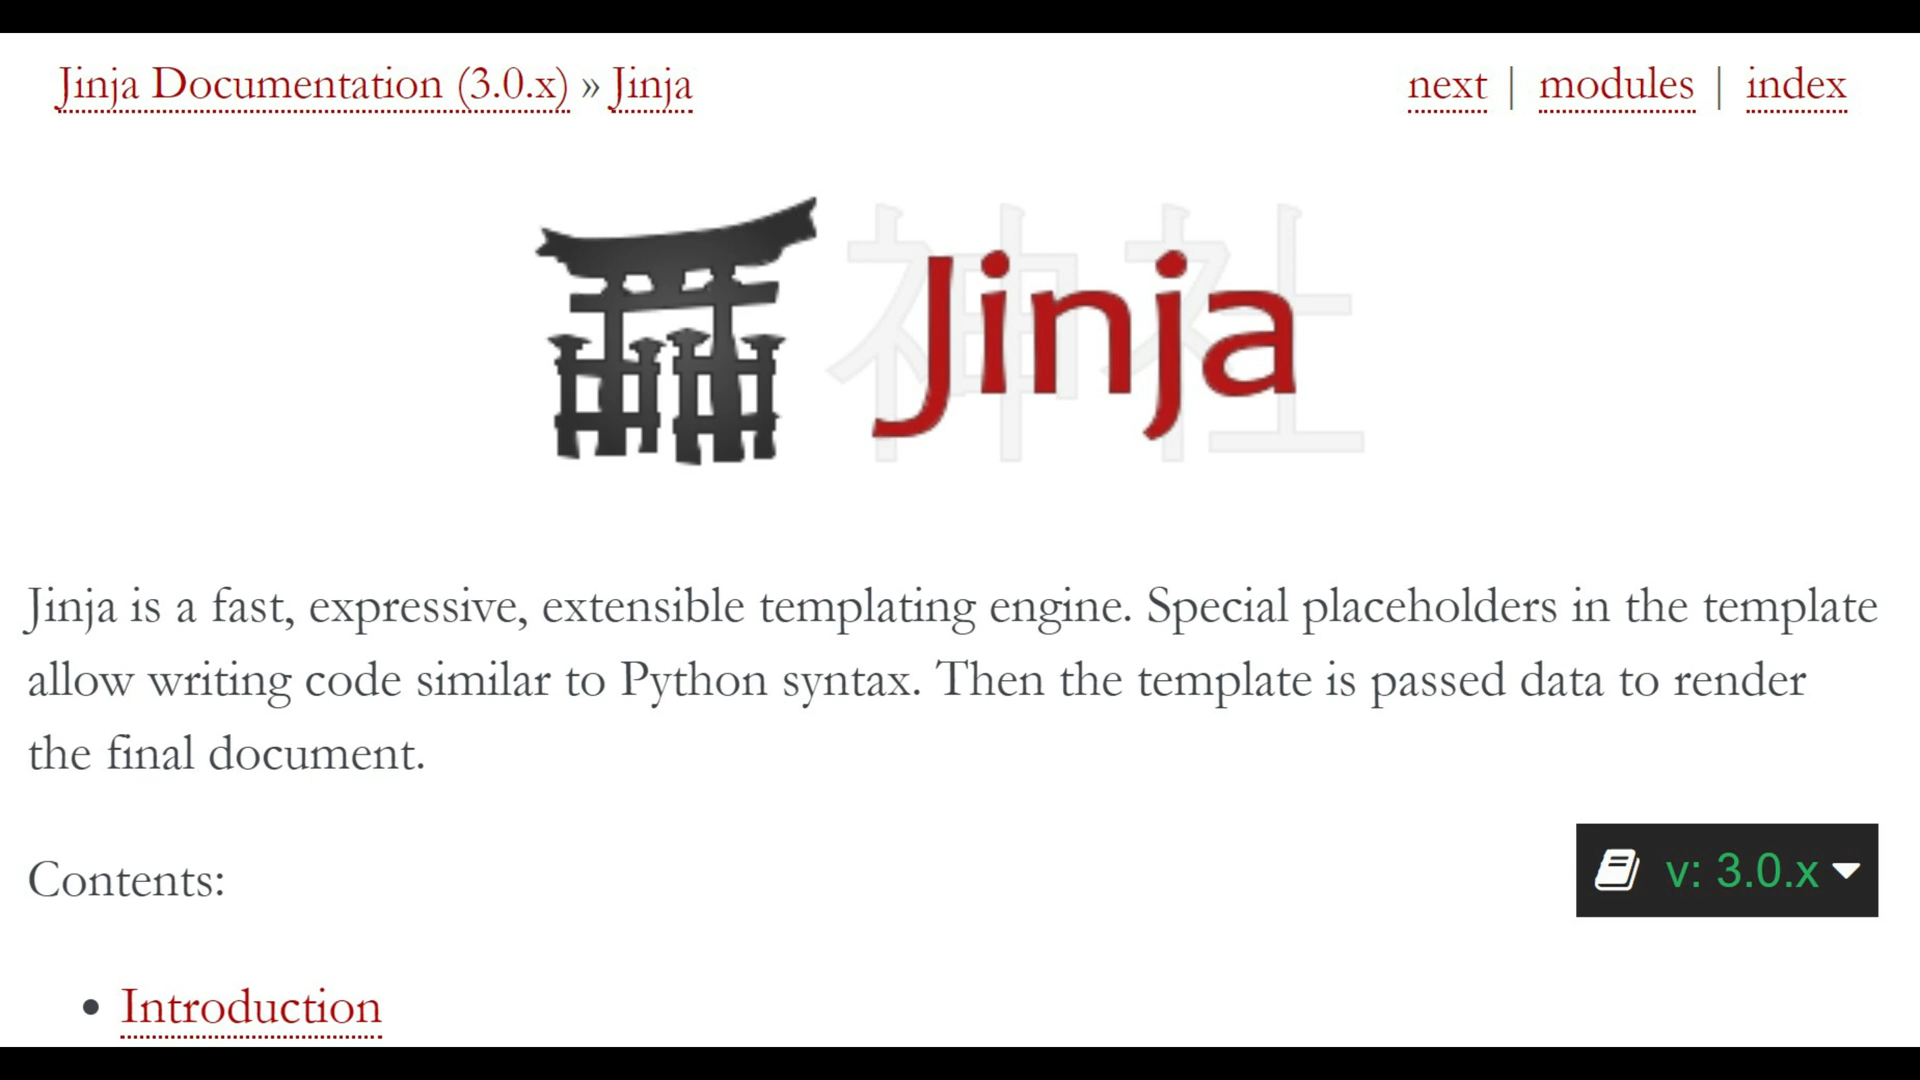 Jinja Documentation (3.0.x) » Jinja
next | modules | index
神社
Jinja
Jinja is a fast, expressive, extensible templating engine. Special placeholders in the template
allow writing code similar to Python syntax. Then the template is passed data to render
the final document.
Contents:
v: 3.0.x
• Introduction